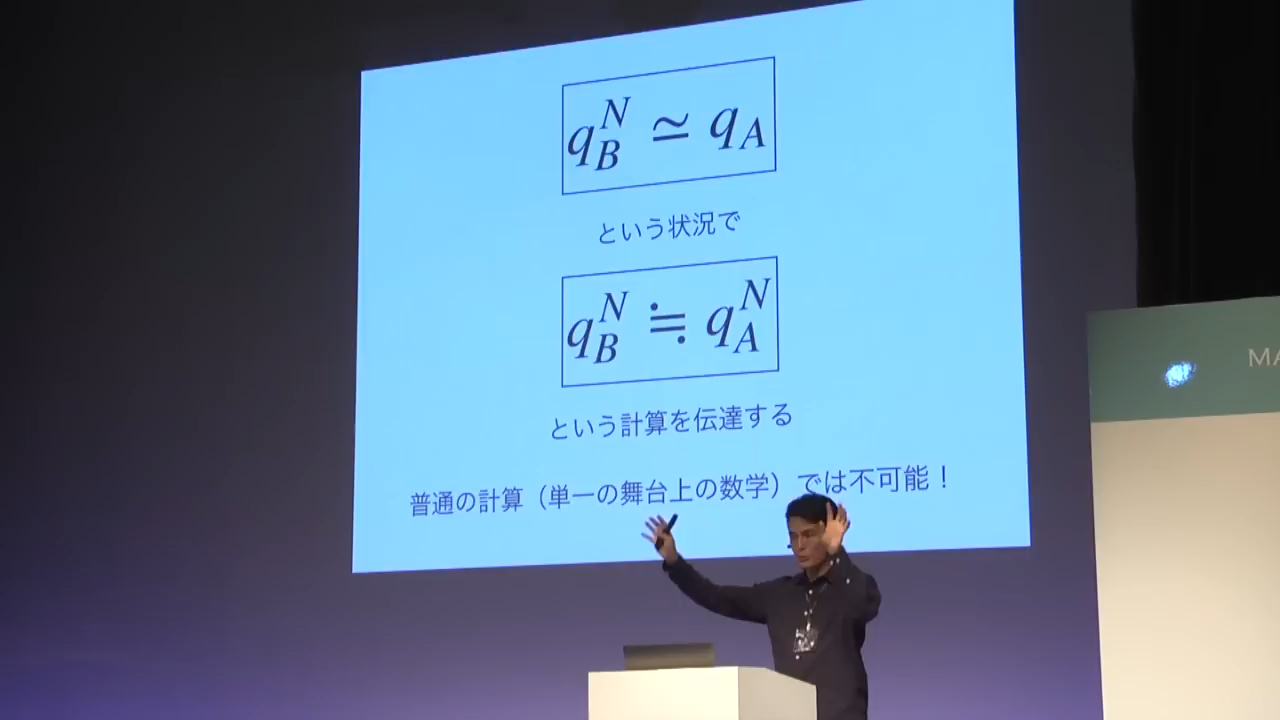 q_B^N ≃ q_A
という状況で
q_B^N ≒ q_A^N
という計算を伝達する
普通の計算（単一の舞台上の数学）では不可能！
MA